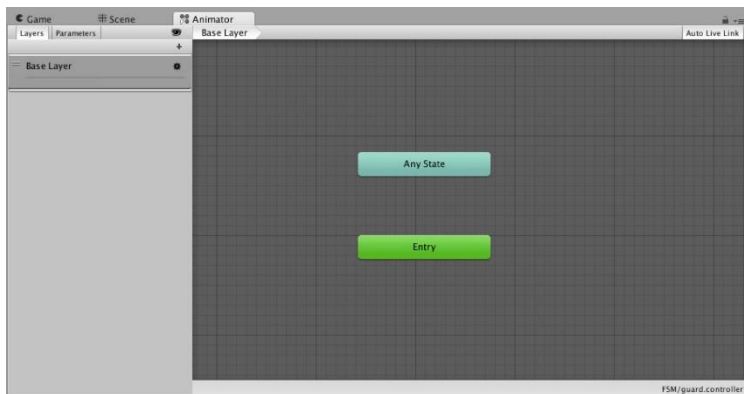 Game Scene Animator
Layers Parameters Base Layer Auto Live Link
Base Layer
Any State
Entry
FSM/guard.controller